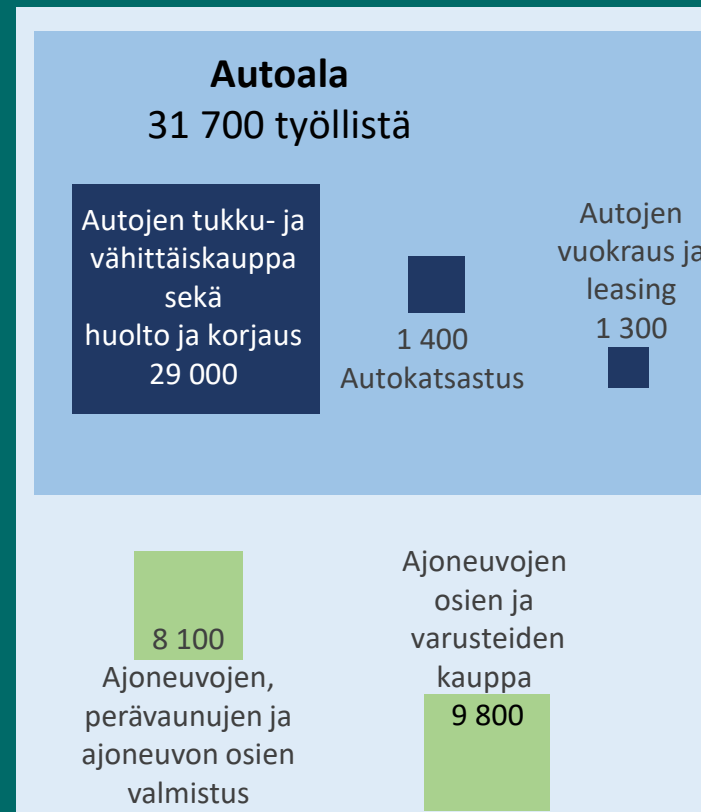 Autoala
31 700 työllistä
Autojen tukku- ja
vähittäiskauppa
sekä
huolto ja korjaus
29 000
1 400
Autokatsastus
Autojen
vuokraus ja
leasing
1 300
8 100
Ajoneuvojen,
perävaunujen ja
ajoneuvon osien
valmistus
Ajoneuvojen
osien ja
varusteiden
kauppa
9 800